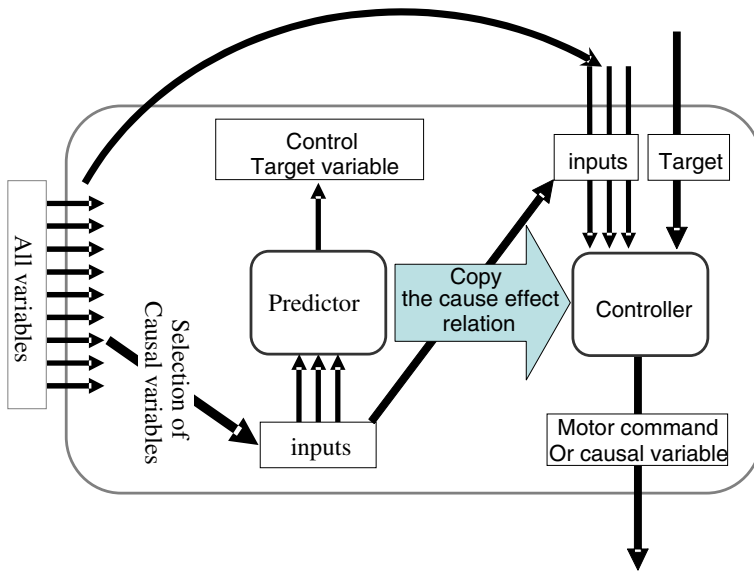 Control
Target variable
inputs
Target
All variables
Selection of
Causal variables
Predictor
Copy
the cause effect
relation
Controller
inputs
Motor command
Or causal variable